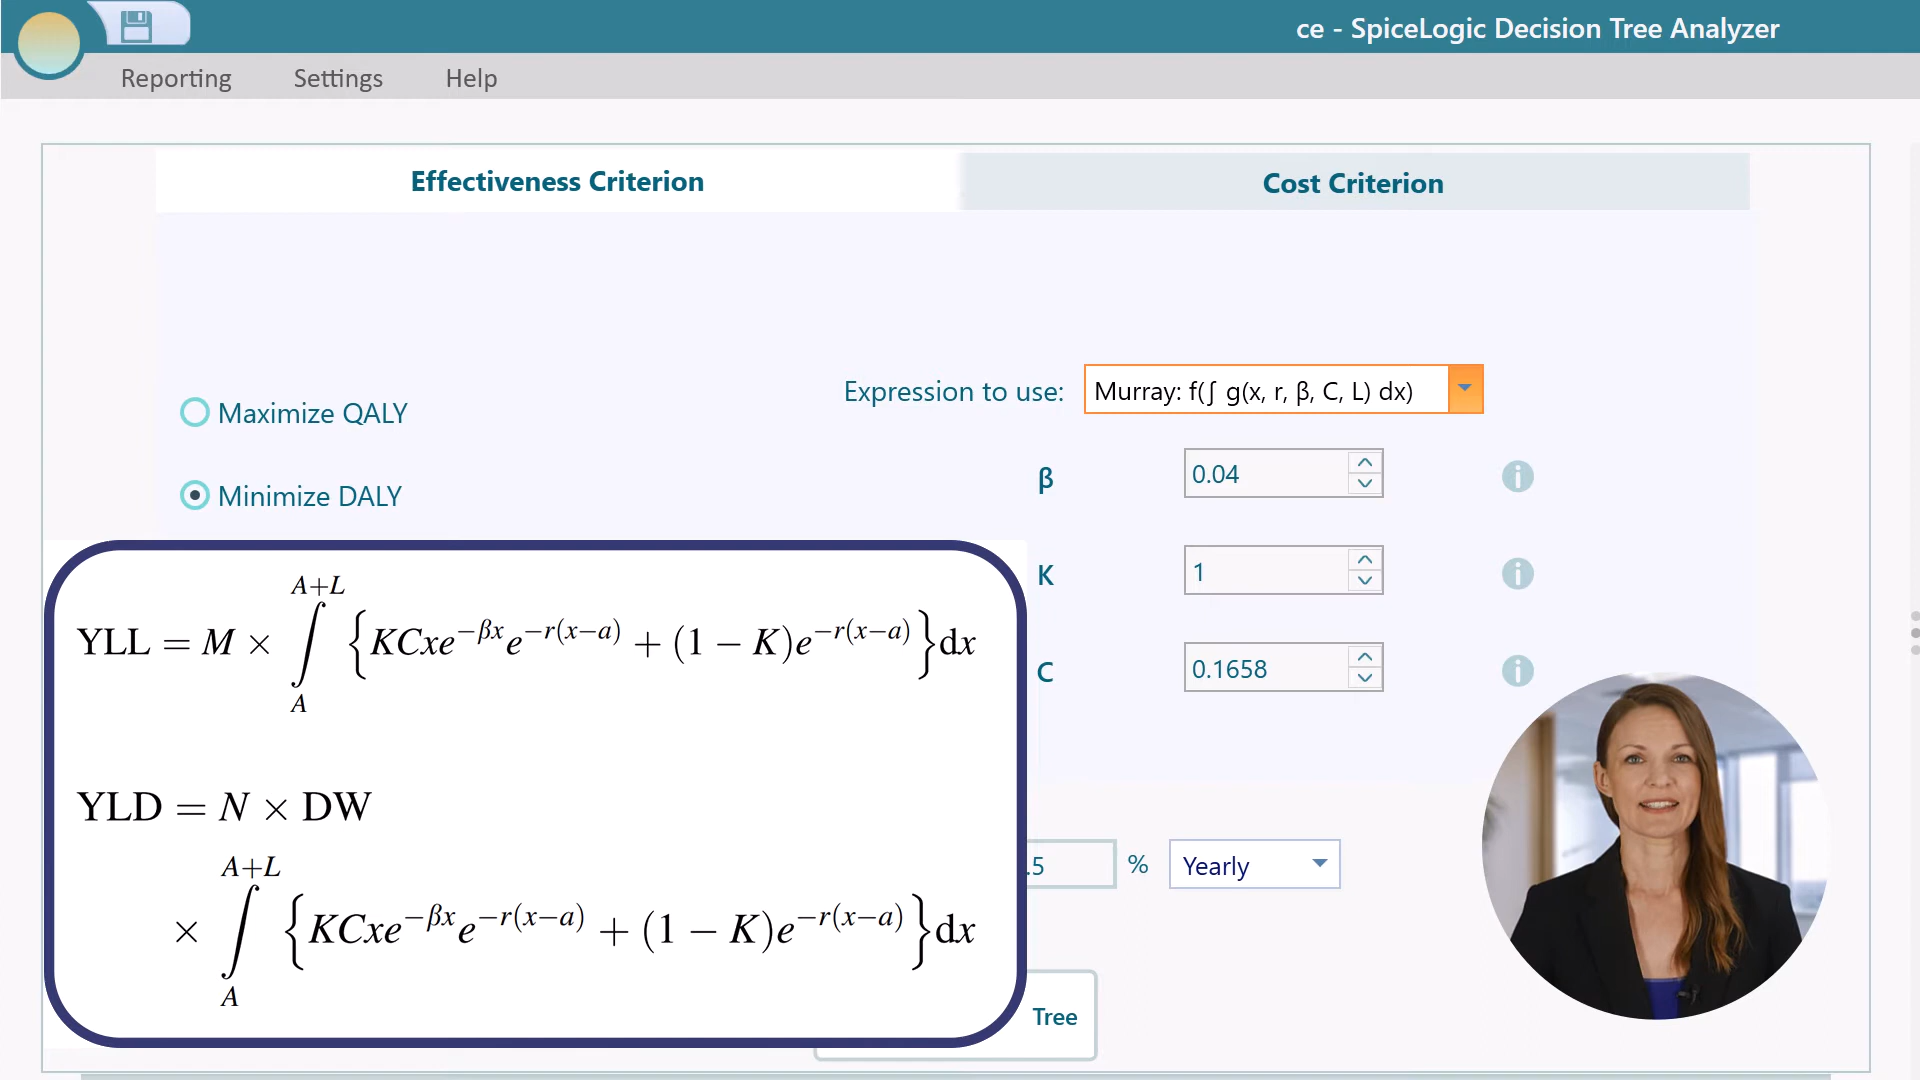 ce - SpiceLogic Decision Tree Analyzer
Reporting Settings Help
Effectiveness Criterion Cost Criterion
Expression to use: Murray: f(∫ g(x, r, β, C, L) dx)
Maximize QALY
β 0.04
Minimize DALY
K 1
C 0.1658
YLL = M × ∫_A^{A+L} {KCxe^{−βx}e^{−r(x−a)} + (1 − K)e^{−r(x−a)}}dx
YLD = N × DW
× ∫_A^{A+L} {KCxe^{−βx}e^{−r(x−a)} + (1 − K)e^{−r(x−a)}}dx
.5 % Yearly
Tree